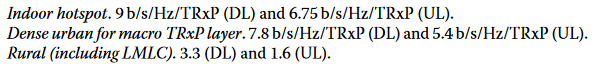 Indoor hotspot. 9 b/s/Hz/TRxP (DL) and 6.75 b/s/Hz/TRxP (UL).
Dense urban for macro TRxP layer. 7.8 b/s/Hz/TRxP (DL) and 5.4 b/s/Hz/TRxP (UL).
Rural (including LMLC). 3.3 (DL) and 1.6 (UL).